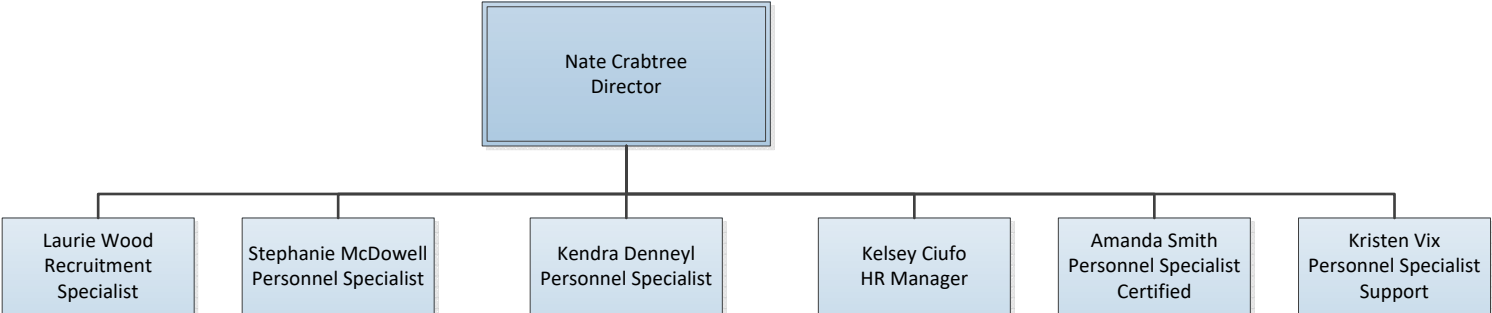 Nate Crabtree
Director
Laurie Wood
Recruitment
Specialist
Stephanie McDowell
Personnel Specialist
Kendra Denneyl
Personnel Specialist
Kelsey Ciufo
HR Manager
Amanda Smith
Personnel Specialist
Certified
Kristen Vix
Personnel Specialist
Support